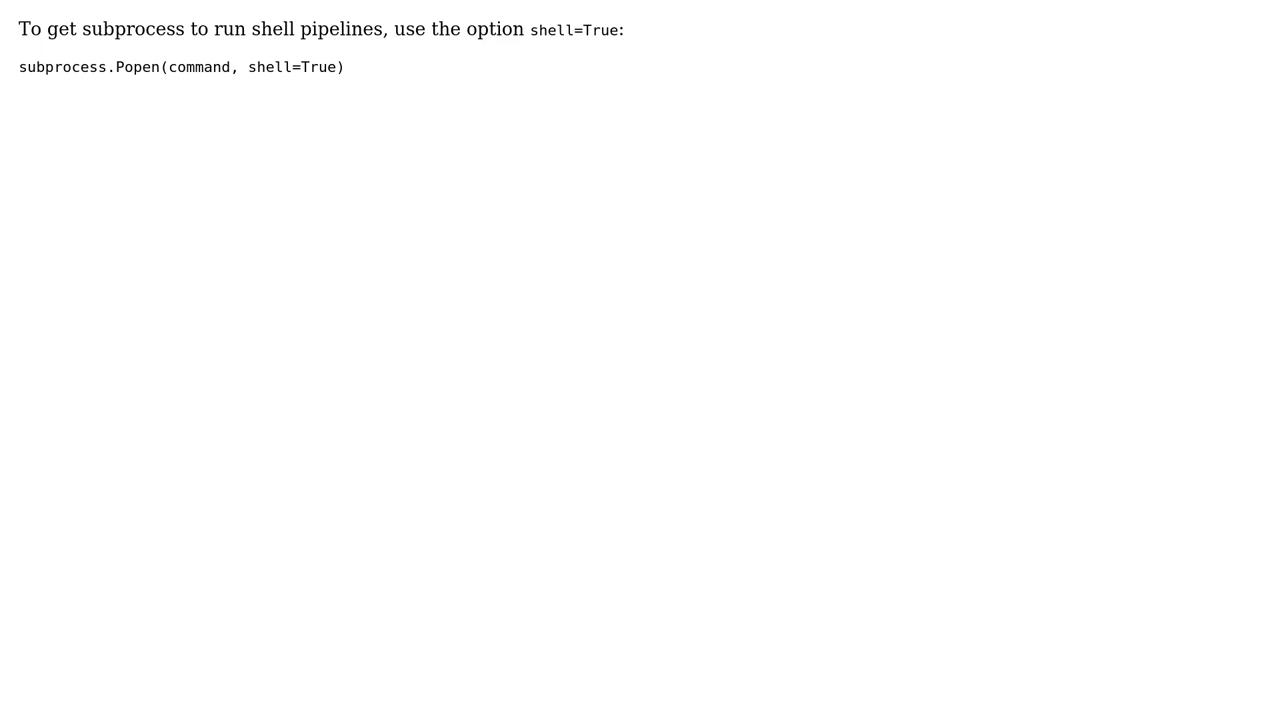 To get subprocess to run shell pipelines, use the option shell=True:
subprocess.Popen(command, shell=True)